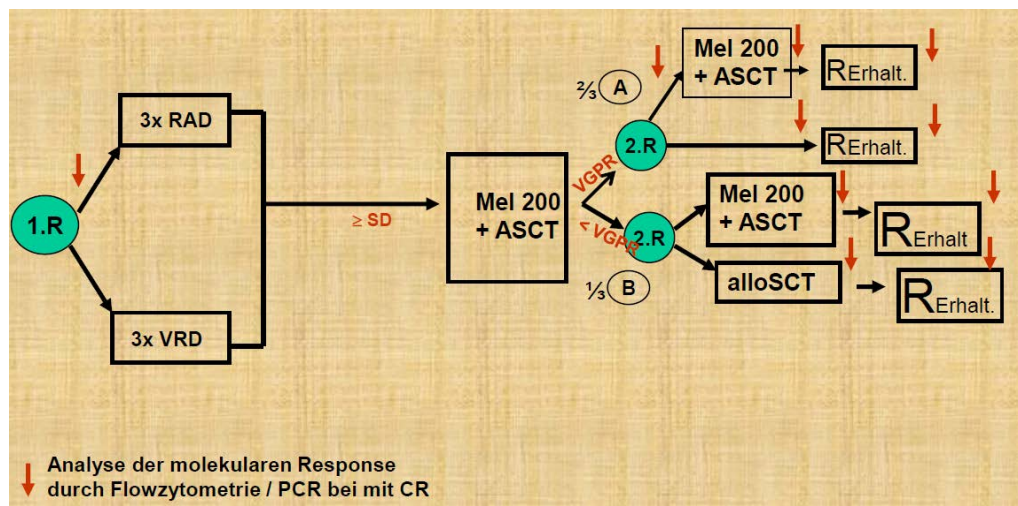 1.R
3x RAD
3x VRD
≥ SD
Mel 200
+ ASCT
VGPR
< VGPR
⅔ A
2.R
Mel 200
+ ASCT
RErhalt.
RErhalt.
⅓ B
2.R
Mel 200
+ ASCT
RErhalt
alloSCT
RErhalt.
Analyse der molekularen Response
durch Flowzytometrie / PCR bei mit CR